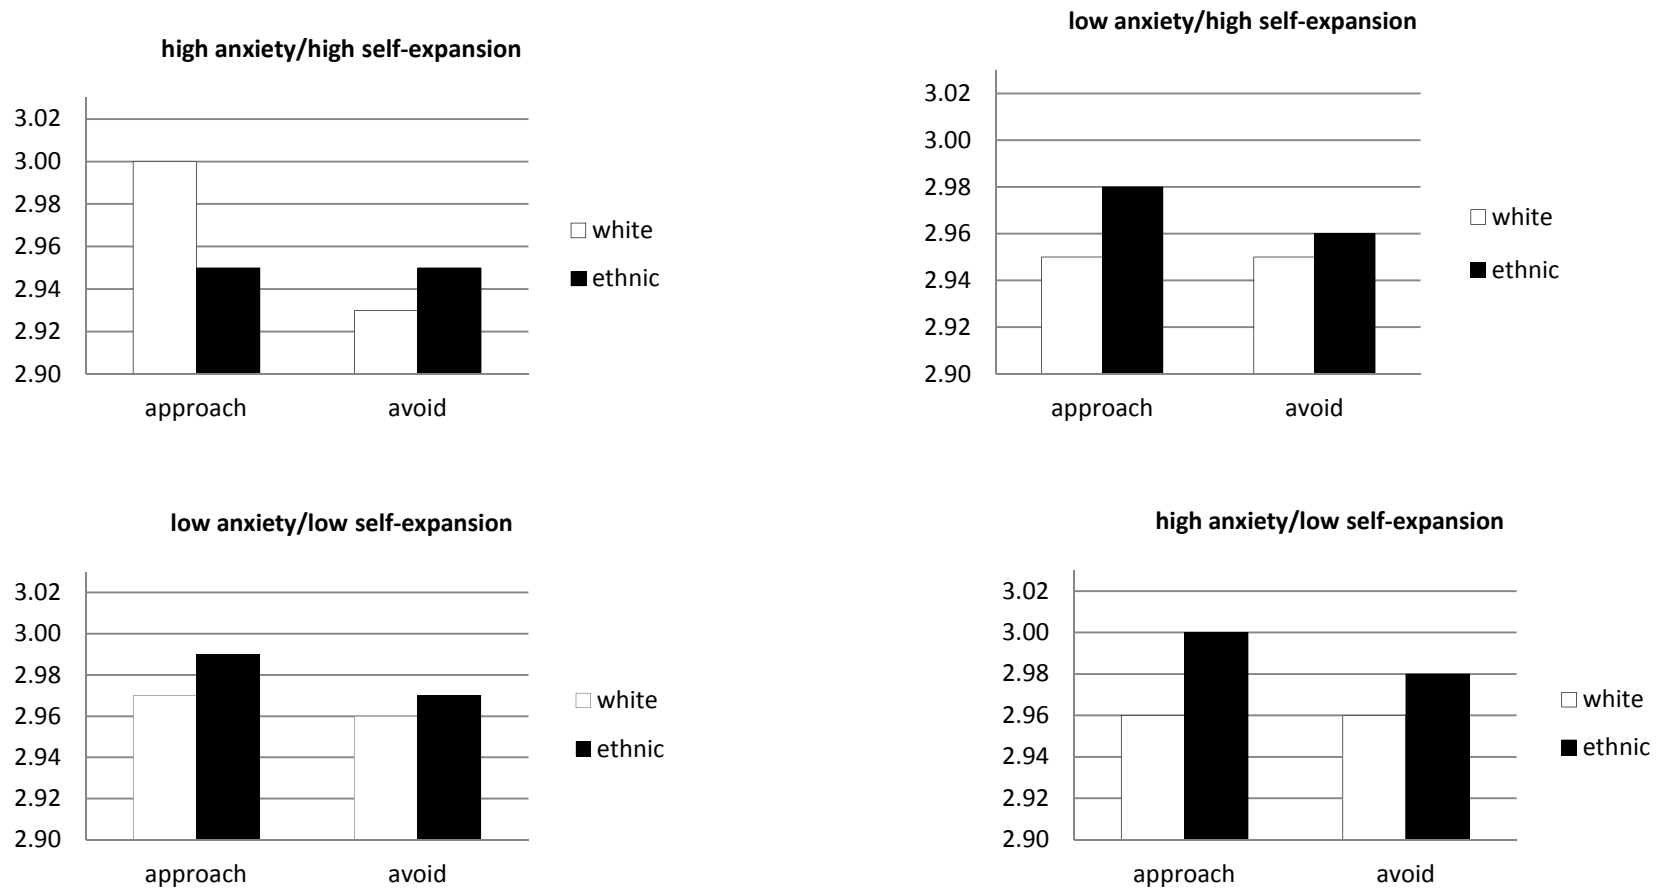 high anxiety/high self-expansion
3.02
3.00
2.98
2.96
2.94
2.92
2.90
approach avoid
white
ethnic
low anxiety/high self-expansion
3.02
3.00
2.98
2.96
2.94
2.92
2.90
approach avoid
white
ethnic
low anxiety/low self-expansion
3.02
3.00
2.98
2.96
2.94
2.92
2.90
approach avoid
white
ethnic
high anxiety/low self-expansion
3.02
3.00
2.98
2.96
2.94
2.92
2.90
approach avoid
white
ethnic